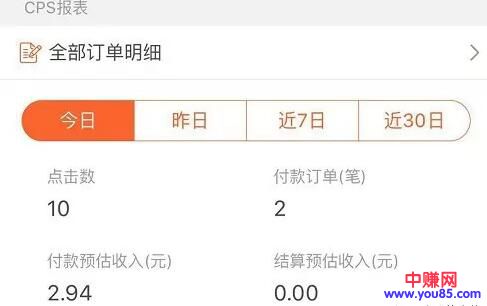 CPS报表
全部订单明细
今日 昨日 近7日 近30日
点击数 付款订单(笔)
10 2
付款预估收入(元) 结算预估收入(元)
2.94 0.00
中赚网
www.you85.com